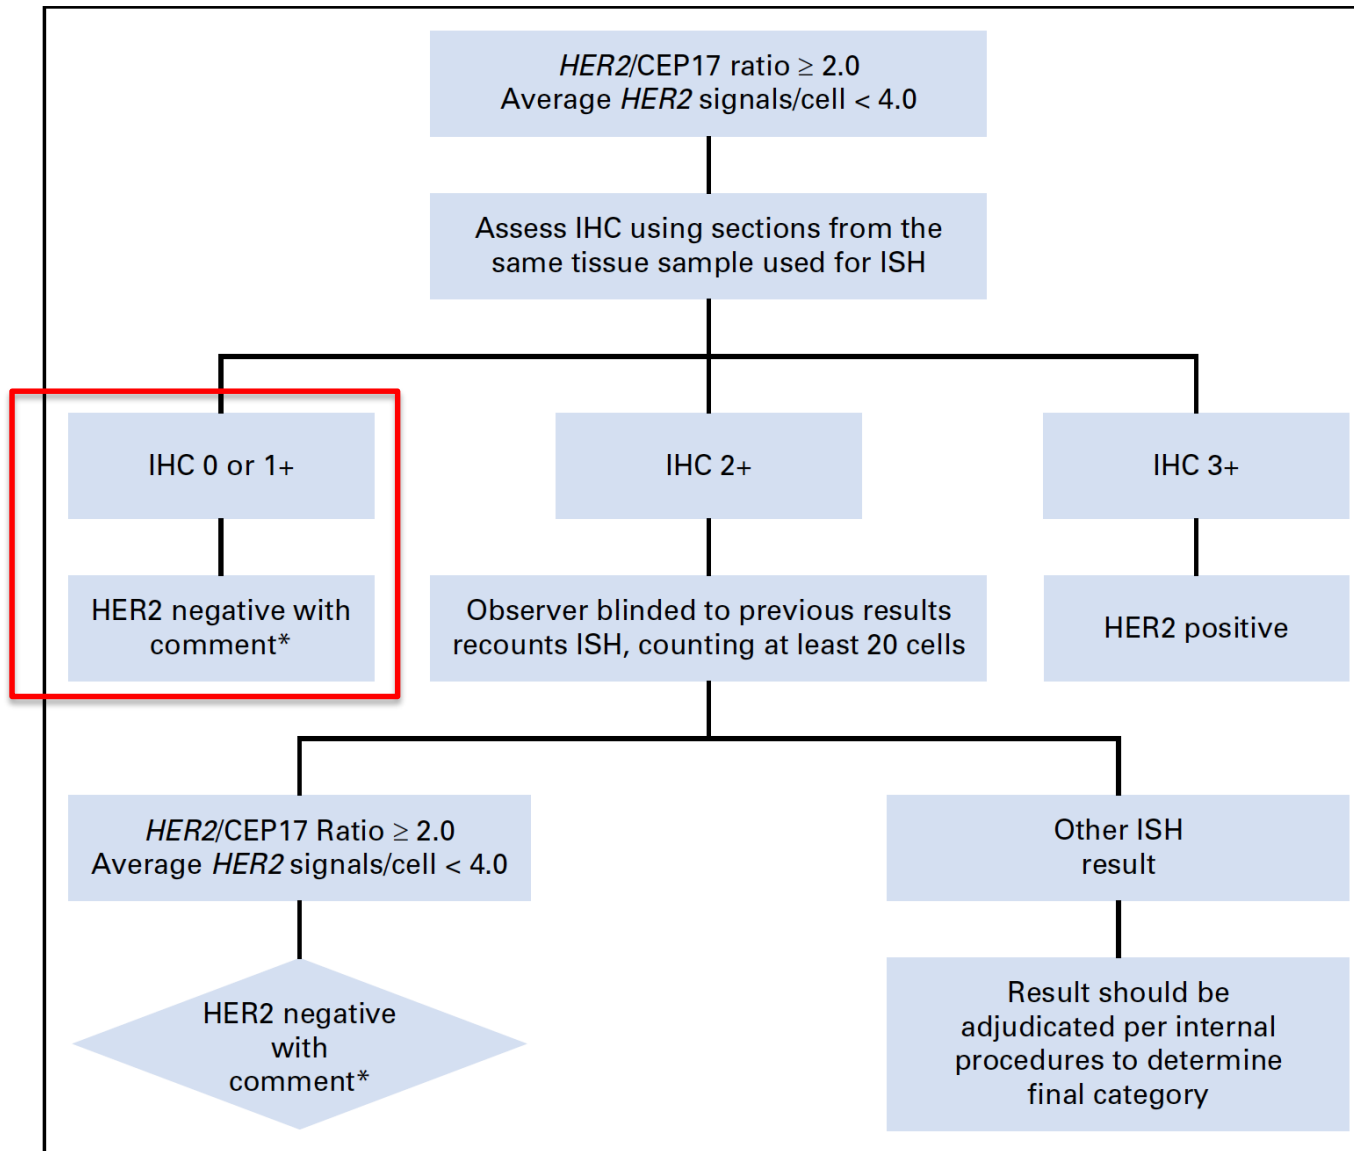 HER2/CEP17 ratio ≥ 2.0
Average HER2 signals/cell < 4.0
Assess IHC using sections from the
same tissue sample used for ISH
IHC 0 or 1+
IHC 2+
IHC 3+
HER2 negative with
comment*
Observer blinded to previous results
recounts ISH, counting at least 20 cells
HER2 positive
HER2/CEP17 Ratio ≥ 2.0
Average HER2 signals/cell < 4.0
Other ISH
result
HER2 negative
with
comment*
Result should be
adjudicated per internal
procedures to determine
final category